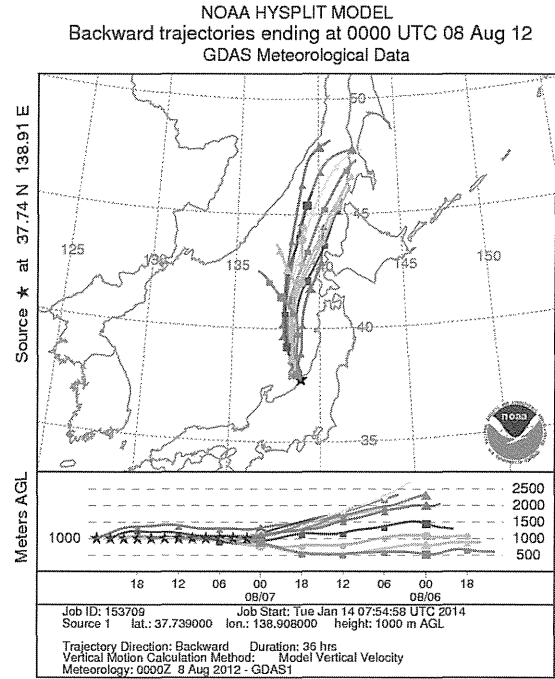 NOAA HYSPLIT MODEL
Backward trajectories ending at 0000 UTC 08 Aug 12
GDAS Meteorological Data
Source ★ at 37.74 N 138.91 E
50
45
125
130
135
145
150
40
35
Meters AGL
2500
2000
1500
1000
1000
500
18 12 06 00 18 12 06 00 18
08/07 08/06
Job ID: 153709 Job Start: Tue Jan 14 07:54:58 UTC 2014
Source 1 lat.: 37.739000 lon.: 138.908000 height: 1000 m AGL
Trajectory Direction: Backward Duration: 36 hrs
Vertical Motion Calculation Method: Model Vertical Velocity
Meteorology: 0000Z 8 Aug 2012 - GDAS1